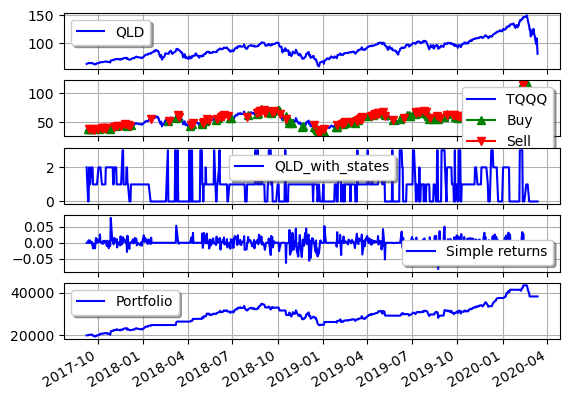 150
QLD
100
100
TQQQ
Buy
50
Sell
2
QLD_with_states
0
0.05
0.00
Simple returns
−0.05
40000
Portfolio
20000
2017-10 2018-01 2018-04 2018-07 2018-10 2019-01 2019-04 2019-07 2019-10 2020-01 2020-04